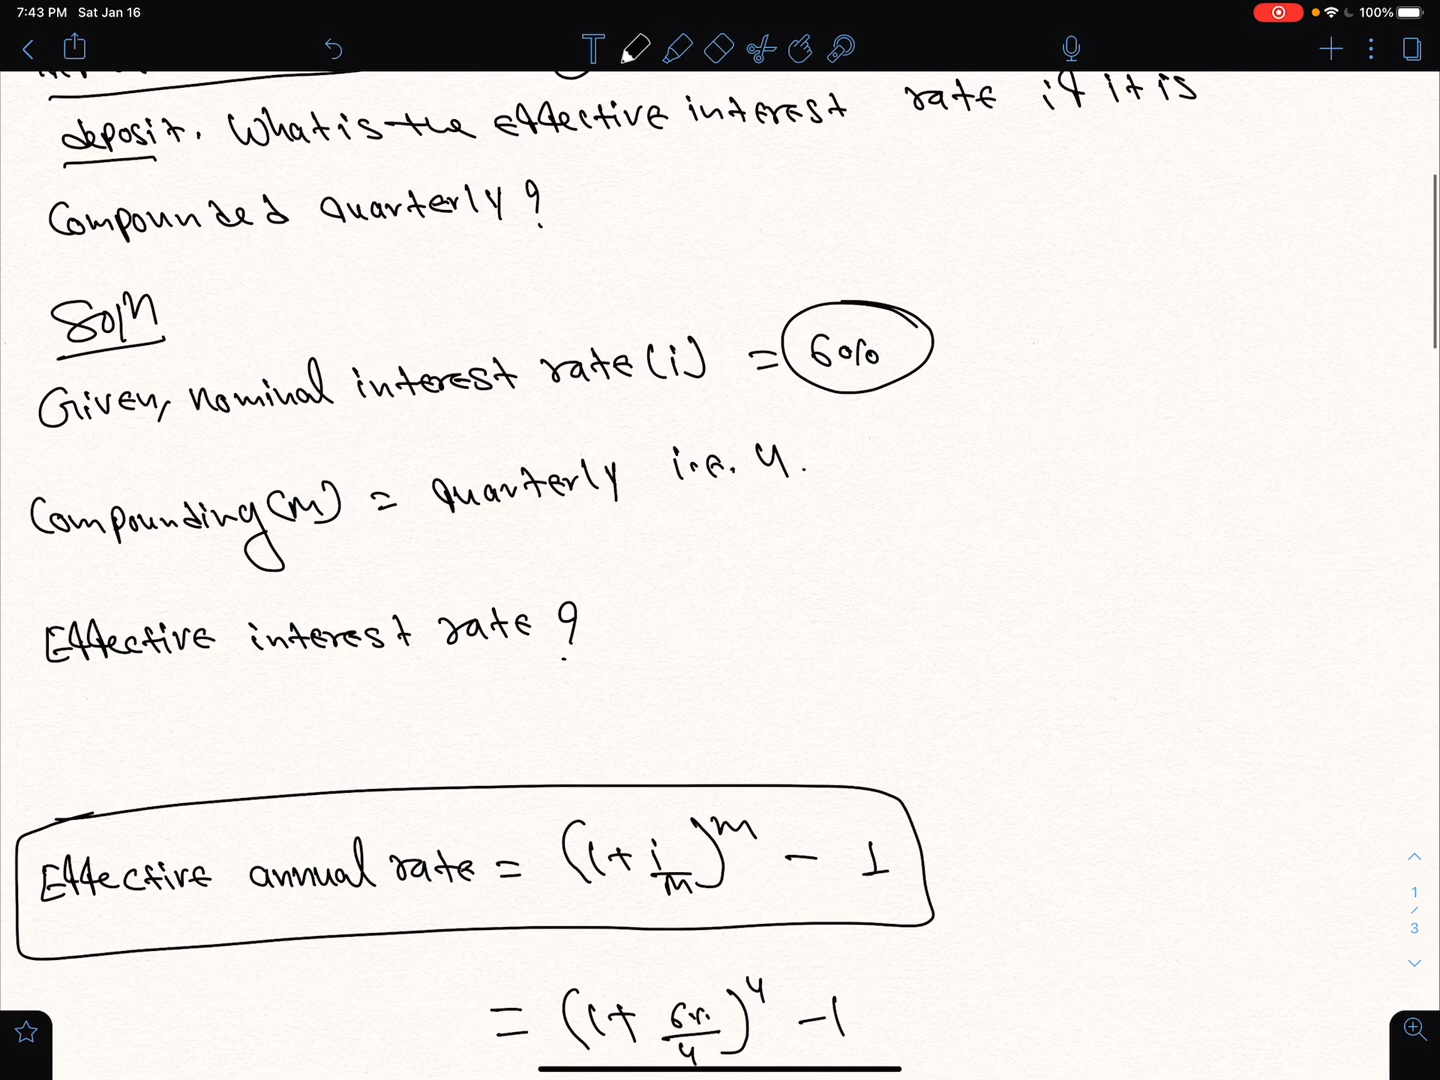 7:43 PM Sat Jan 16
100%
T
deposit. What is the effective interest rate if it is
Compounded quarterly?
Soln
Given, nominal interest rate (i) = 6%
Compounding (m) = quarterly i.e. 4.
Effective interest rate ?
Effective annual rate = (1 + i/m)^m - 1
= (1 + 6%/4)^4 - 1
1
/
3